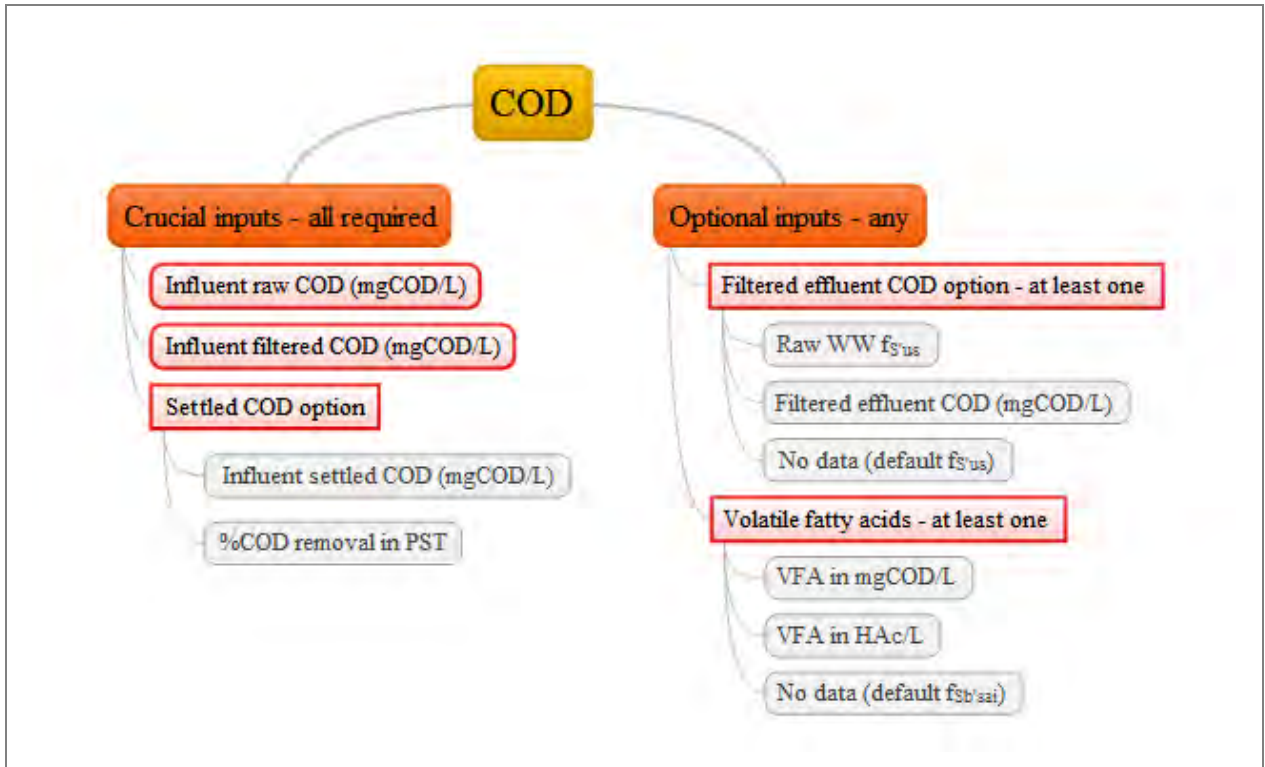 COD
Crucial inputs - all required
Influent raw COD (mgCOD/L)
Influent filtered COD (mgCOD/L)
Settled COD option
Influent settled COD (mgCOD/L)
%COD removal in PST
Optional inputs - any
Filtered effluent COD option - at least one
Raw WW fS'us
Filtered effluent COD (mgCOD/L)
No data (default fS'us)
Volatile fatty acids - at least one
VFA in mgCOD/L
VFA in HAc/L
No data (default fSb'sai)